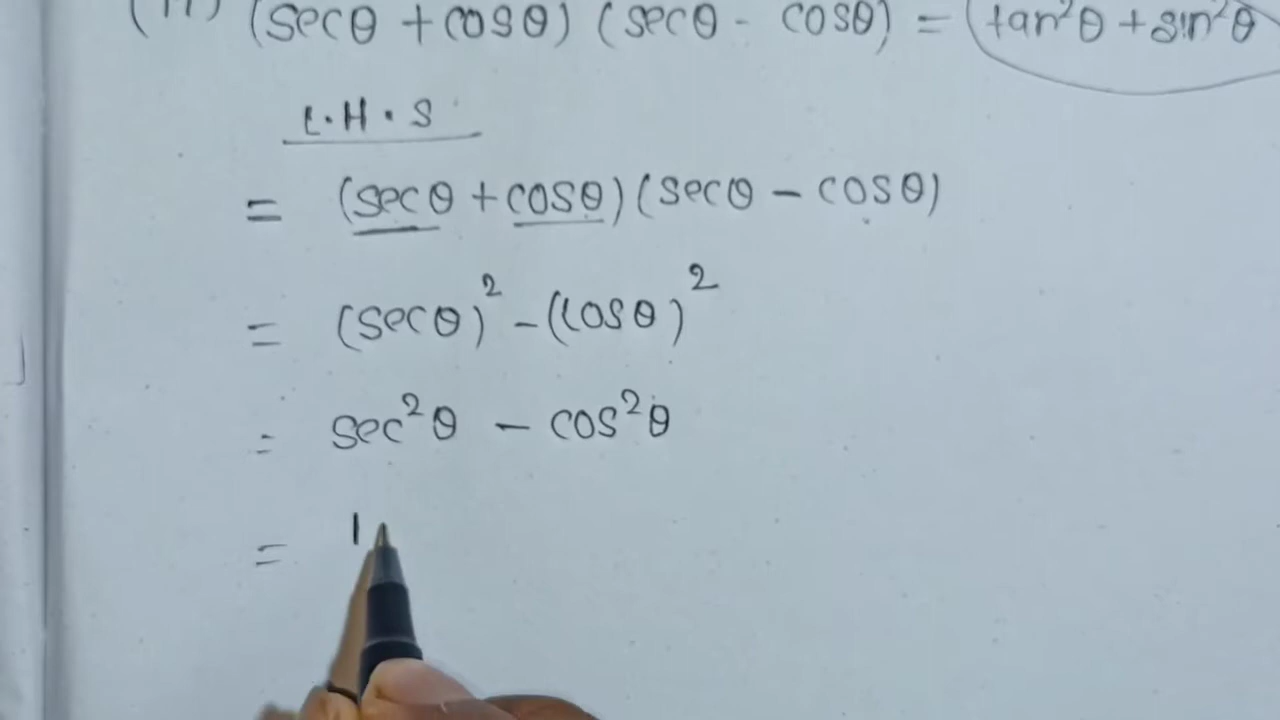 (secθ + cosθ) (secθ - cosθ) = tan²θ + sin²θ
L.H.S
= (secθ + cosθ)(secθ - cosθ)
= (secθ)² - (cosθ)²
= sec²θ - cos²θ
= 1